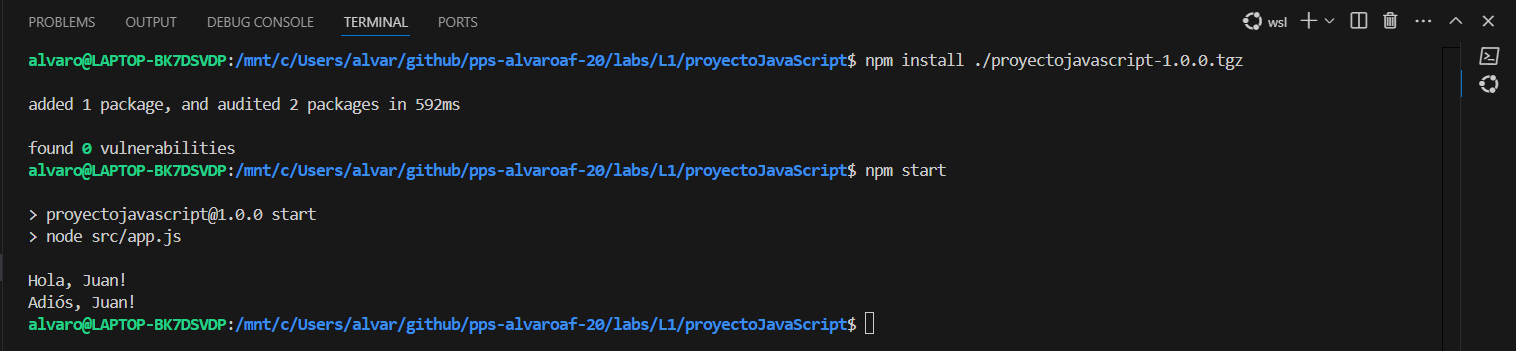 PROBLEMS OUTPUT DEBUG CONSOLE TERMINAL PORTS wsl
alvaro@LAPTOP-BK7DSVDP:/mnt/c/Users/alvar/github/pps-alvaroaf-20/labs/L1/proyectoJavaScript$ npm install ./proyectojavascript-1.0.0.tgz
added 1 package, and audited 2 packages in 592ms
found 0 vulnerabilities
alvaro@LAPTOP-BK7DSVDP:/mnt/c/Users/alvar/github/pps-alvaroaf-20/labs/L1/proyectoJavaScript$ npm start
> proyectojavascript@1.0.0 start
> node src/app.js
Hola, Juan!
Adiós, Juan!
alvaro@LAPTOP-BK7DSVDP:/mnt/c/Users/alvar/github/pps-alvaroaf-20/labs/L1/proyectoJavaScript$